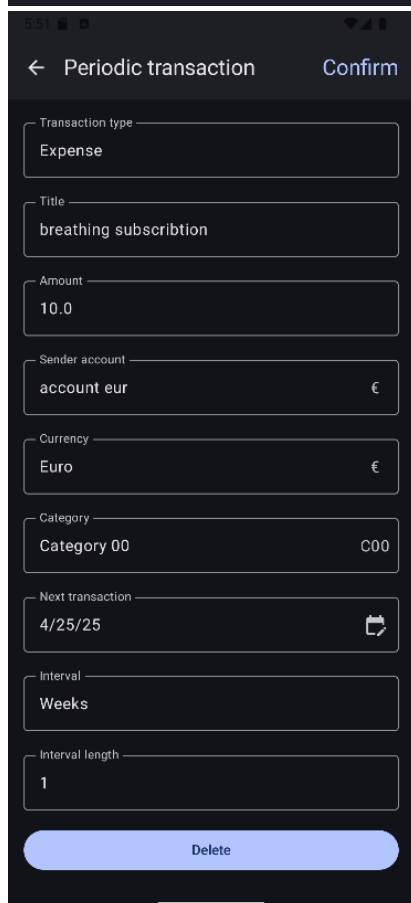 5:51
Periodic transaction Confirm
Transaction type
Expense
Title
breathing subscribtion
Amount
10.0
Sender account
account eur €
Currency
Euro €
Category
Category 00 C00
Next transaction
4/25/25
Interval
Weeks
Interval length
1
Delete